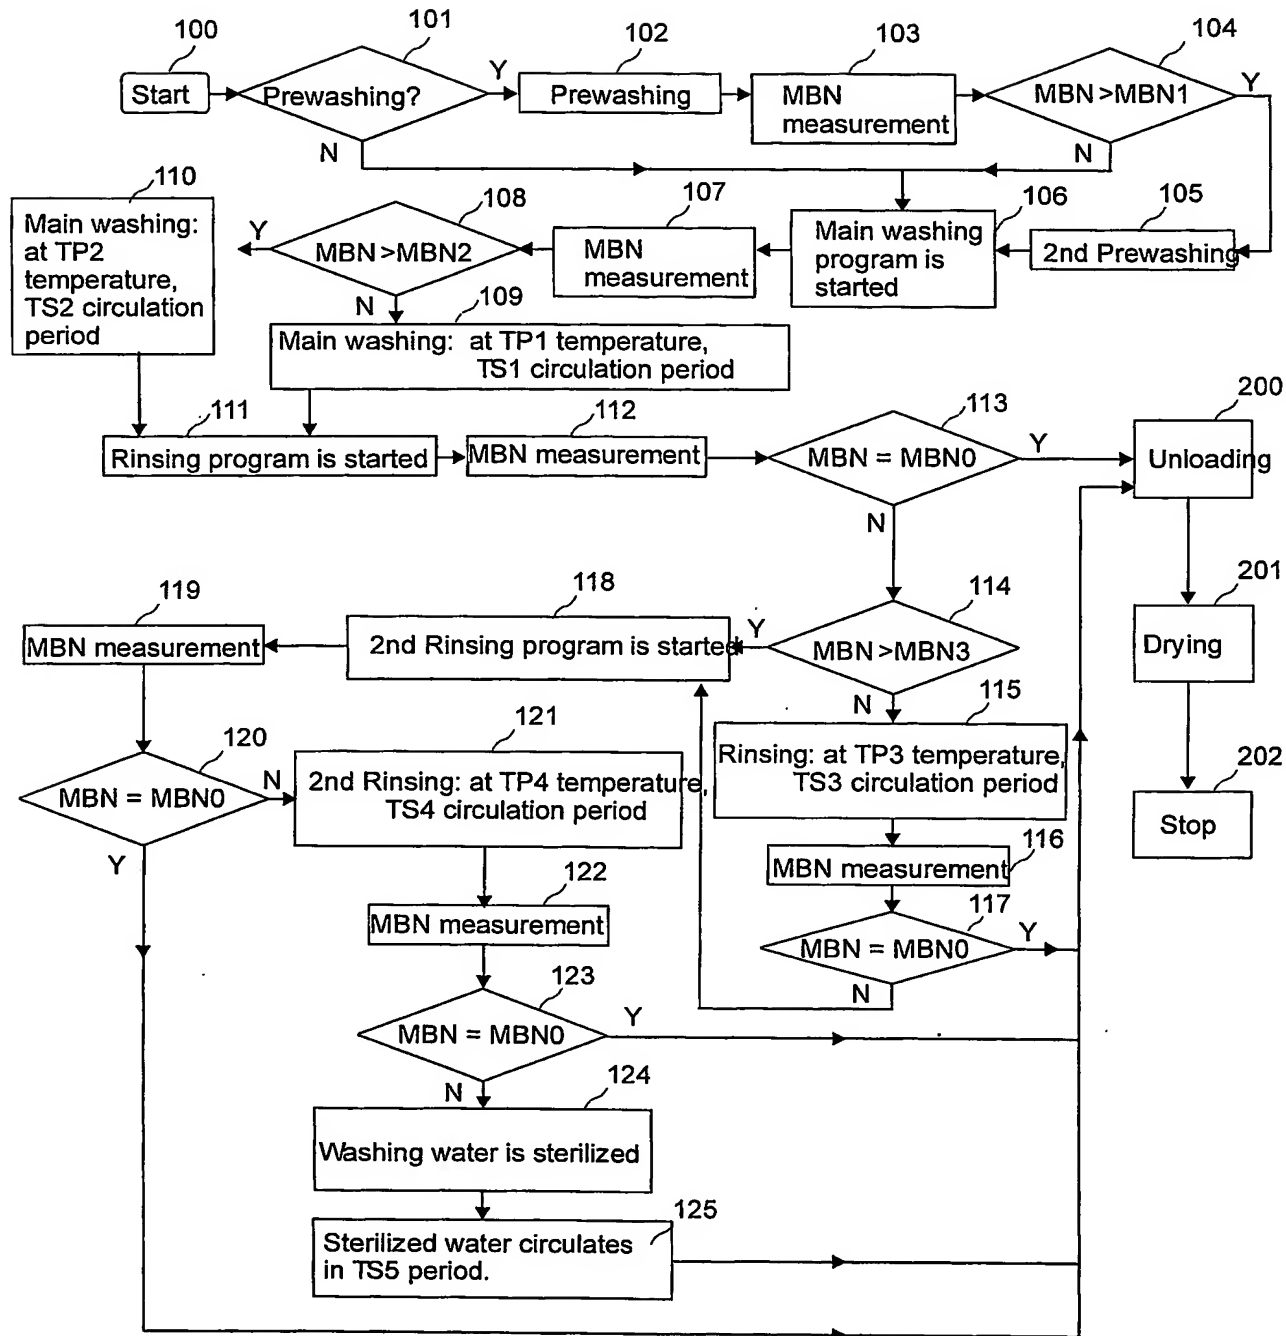 100
101
102
103
104
Start
Prewashing?
Y
Prewashing
MBN
measurement
MBN>MBN1
Y
N
N
110
108
107
106
105
Main washing:
at TP2
temperature,
TS2 circulation
period
Y
MBN>MBN2
MBN
measurement
Main washing
program is
started
2nd Prewashing
N
109
Main washing: at TP1 temperature,
TS1 circulation period
111
112
113
200
Rinsing program is started
MBN measurement
MBN = MBN0
Y
Unloading
N
119
118
114
201
MBN measurement
2nd Rinsing program is started
Y
MBN>MBN3
Drying
N
115
121
120
Rinsing: at TP3 temperature,
TS3 circulation period
202
MBN = MBN0
N
2nd Rinsing: at TP4 temperature,
TS4 circulation period
Stop
Y
116
MBN measurement
122
MBN measurement
117
MBN = MBN0
Y
N
123
MBN = MBN0
Y
N
124
Washing water is sterilized
125
Sterilized water circulates
in TS5 period.